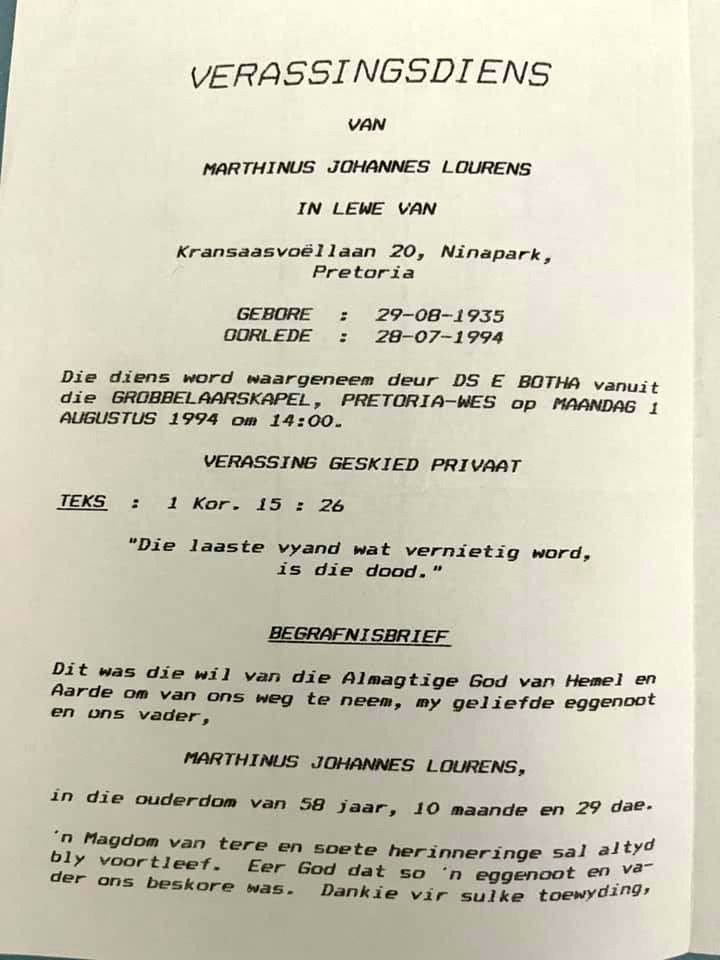 VERASSINGSDIENS
VAN
MARTHINUS JOHANNES LOURENS
IN LEWE VAN
Kransaasvoëllaan 20, Ninapark,
Pretoria
GEBORE : 29-08-1935
OORLEDE : 28-07-1994
Die diens word waargeneem deur DS E BOTHA vanuit
die GROBBELAARSKAPEL, PRETORIA-WES op MAANDAG 1
AUGUSTUS 1994 om 14:00.
VERASSING GESKIED PRIVAAT
TEKS : 1 Kor. 15 : 26
"Die laaste vyand wat vernietig word,
is die dood."
BEGRAFNISBRIEF
Dit was die wil van die Almagtige God van Hemel en
Aarde om van ons weg te neem, my geliefde eggenoot
en ons vader,
MARTHINUS JOHANNES LOURENS,
in die ouderdom van 58 jaar, 10 maande en 29 dae.
'n Magdom van tere en soete herinneringe sal altyd
bly voortleef. Eer God dat so 'n eggenoot en va-
der ons beskore was. Dankie vir sulke toewyding,